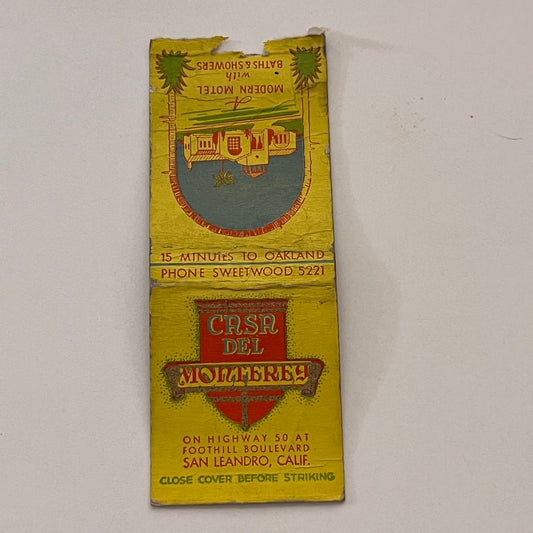 A
MODERN MOTEL
with
BATHS & SHOWERS
15 MINUTES TO OAKLAND
PHONE SWEETWOOD 5221
CASA
DEL
MONTEREY
ON HIGHWAY 50 AT
FOOTHILL BOULEVARD
SAN LEANDRO, CALIF.
CLOSE COVER BEFORE STRIKING